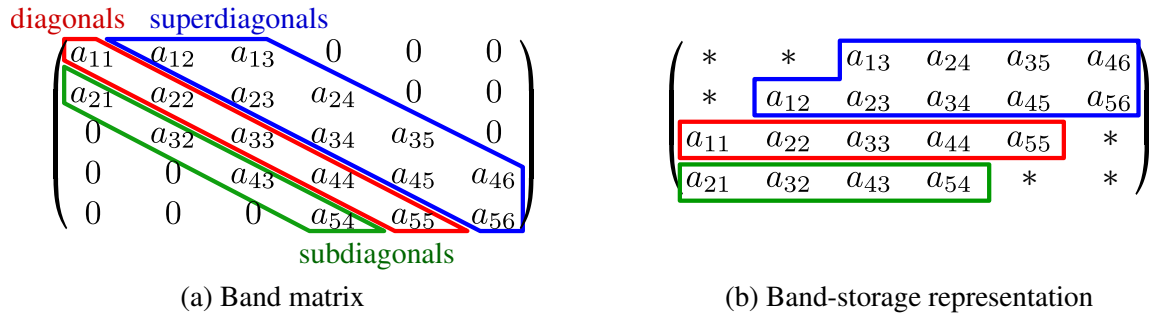 diagonals superdiagonals
a11 a12 a13 0 0 0
a21 a22 a23 a24 0 0
0 a32 a33 a34 a35 0
0 0 a43 a44 a45 a46
0 0 0 a54 a55 a56
subdiagonals
(a) Band matrix
* * a13 a24 a35 a46
* a12 a23 a34 a45 a56
a11 a22 a33 a44 a55 *
a21 a32 a43 a54 * *
(b) Band-storage representation